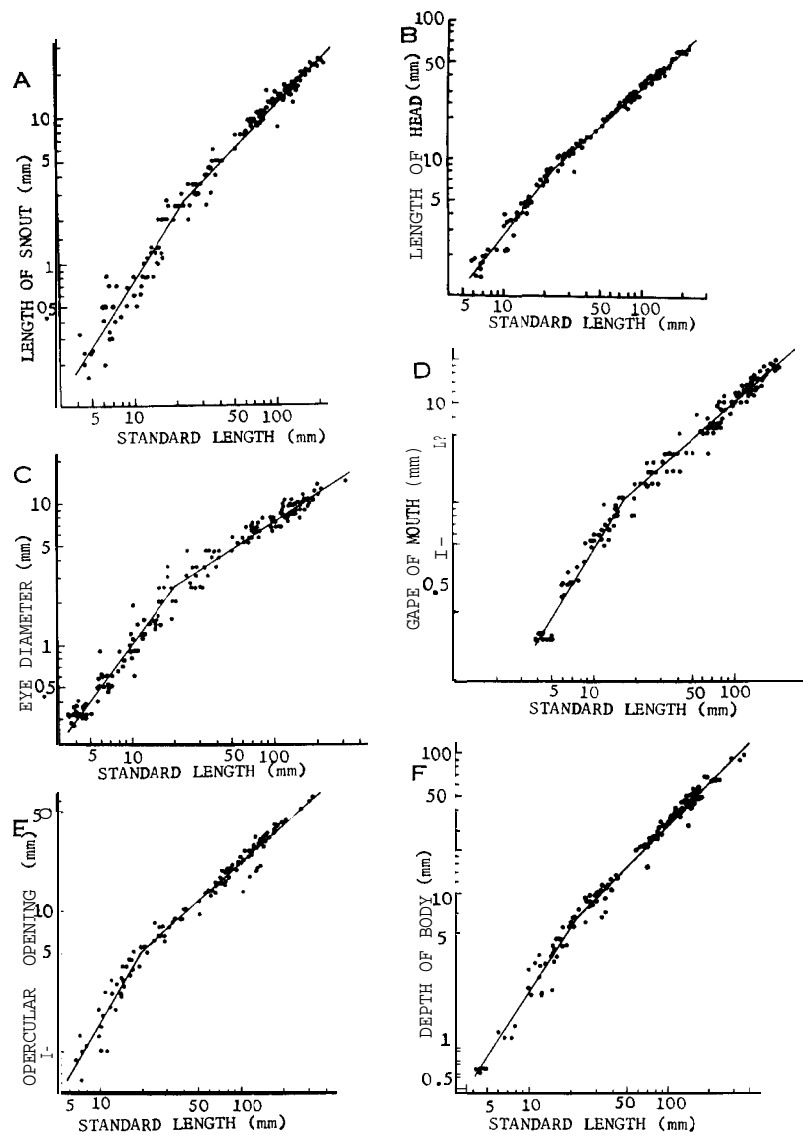 A
LENGTH OF SNOUT (mm)
10
5
1
0.5
5 10 50 100
STANDARD LENGTH (mm)
B
LENGTH OF HEAD (mm)
100
50
10
5
5 10 50 100
STANDARD LENGTH (mm)
C
EYE DIAMETER (mm)
10
5
1
0.5
5 10 50 100
STANDARD LENGTH (mm)
D
GAPE OF MOUTH (mm)
10
0.5
5 10 50 100
STANDARD LENGTH (mm)
E
OPERCULAR OPENING (mm)
50
10
5
5 10 50 100
STANDARD LENGTH (mm)
F
DEPTH OF BODY (mm)
100
50
10
5
1
0.5
5 10 50 100
STANDARD LENGTH (mm)